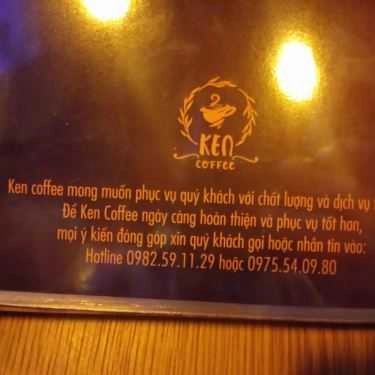 KEN
COFFEE
Ken coffee mong muốn phục vụ quý khách với chất lượng và dịch vụ
Để Ken Coffee ngày càng hoàn thiện và phục vụ tốt hơn,
mọi ý kiến đóng góp xin quý khách gọi hoặc nhắn tin vào:
Hotline 0982.59.11.29 hoặc 0975.54.09.80